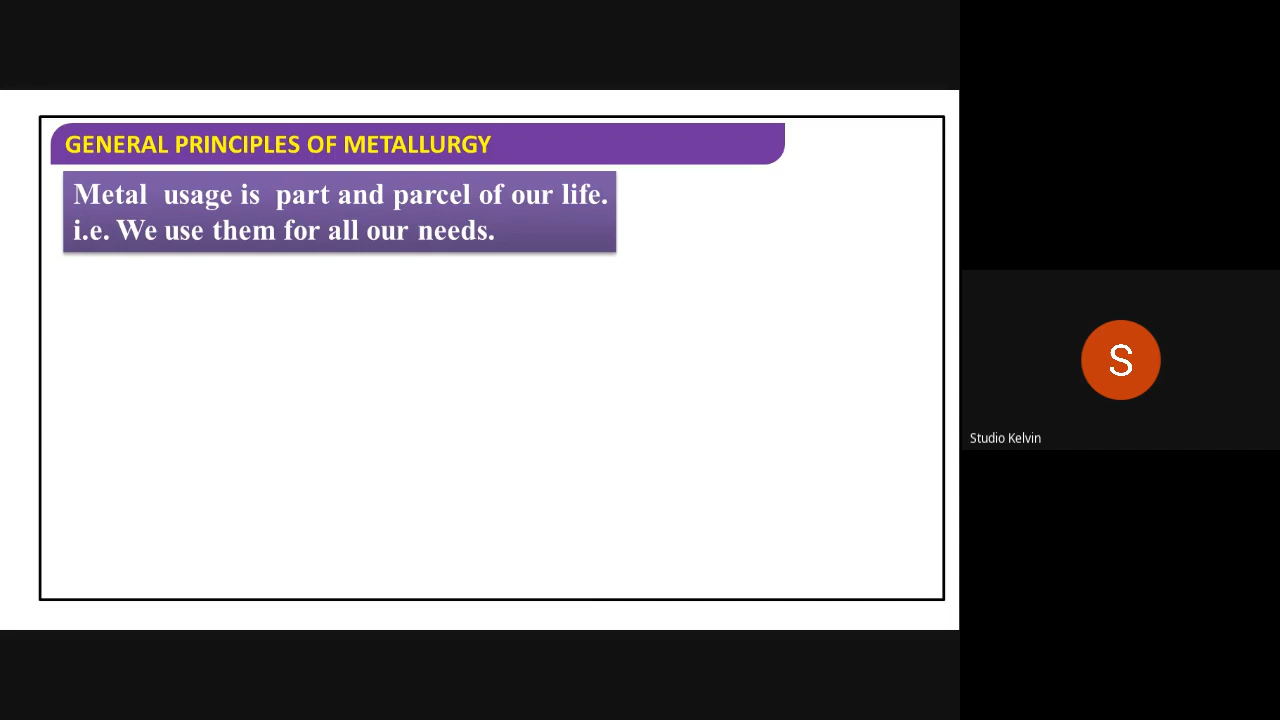 GENERAL PRINCIPLES OF METALLURGY
Metal usage is part and parcel of our life.
i.e. We use them for all our needs.
S
Studio Kelvin